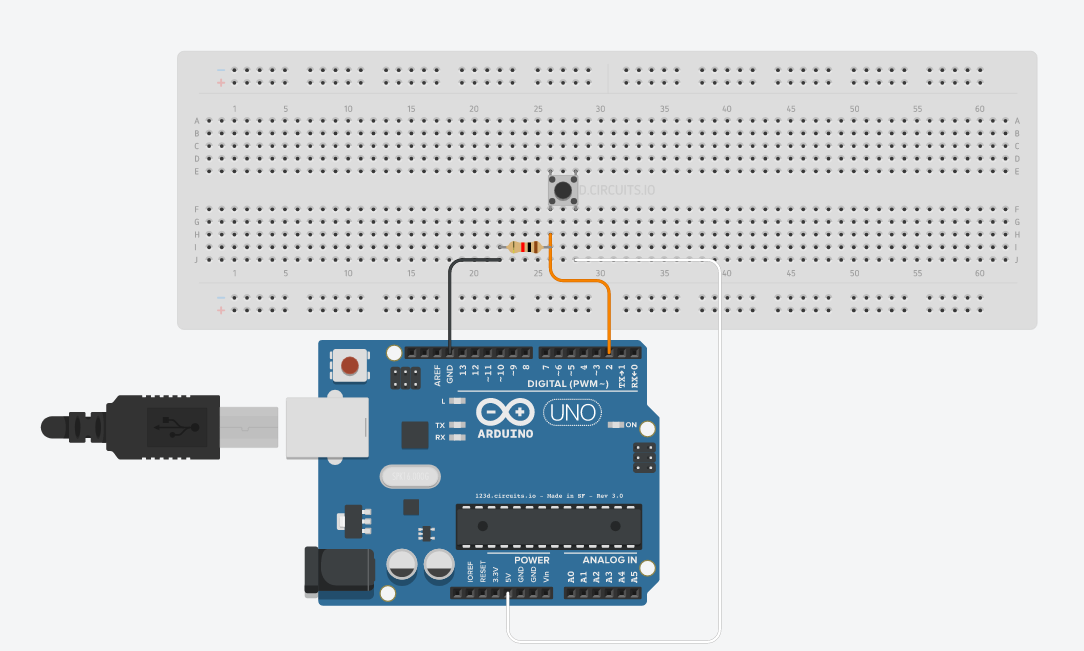 − −
+ +
1 5 10 15 20 25 30 35 40 45 50 55 60
A A
B B
C C
D D
E E
D.CIRCUITS.IO
F F
G G
H H
I I
J J
1 5 10 15 20 25 30 35 40 45 50 55 60
−
+
AREF GND 13 12 ~11 ~10 ~9 8 7 ~6 ~5 4 ~3 2 TX→1 RX←0
DIGITAL (PWM~)
L
TX
RX
UNO
ARDUINO
ON
123d.circuits.io - Made in SF - Rev 3.0
POWER ANALOG IN
IOREF RESET 3.3V 5V GND GND Vin A0 A1 A2 A3 A4 A5